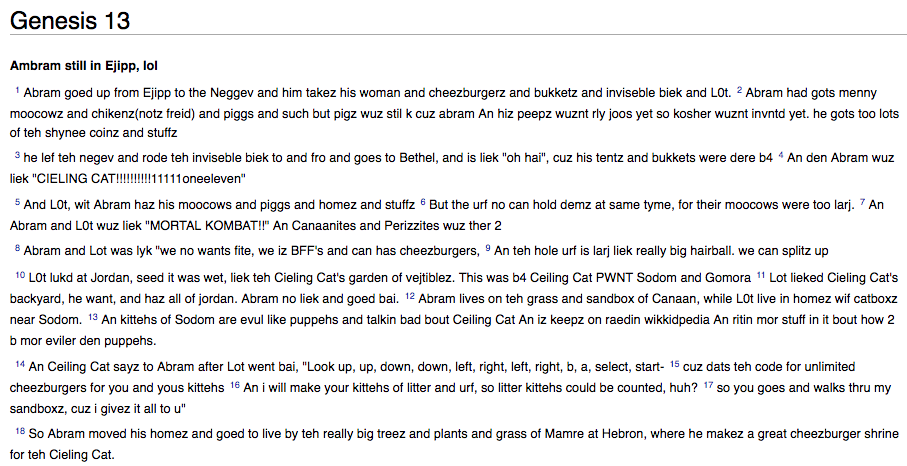 Genesis 13
Ambram still in Ejipp, lol
1 Abram goed up from Ejipp to the Neggev and him takez his woman and cheezburgerz and bukketz and inviseble biek and L0t. 2 Abram had gots menny
moocowz and chikenz(notz freid) and piggs and such but pigz wuz stil k cuz abram An hiz peepz wuznt rly joos yet so kosher wuznt invntd yet. he gots too lots
of teh shynee coinz and stuffz
3 he lef teh negev and rode teh inviseble biek to and fro and goes to Bethel, and is liek "oh hai", cuz his tentz and bukkets were dere b4 4 An den Abram wuz
liek "CIELING CAT!!!!!!!!!!11111oneeleven"
5 And L0t, wit Abram haz his moocows and piggs and homez and stuffz 6 But the urf no can hold demz at same tyme, for their moocows were too larj. 7 An
Abram and L0t wuz liek "MORTAL KOMBAT!!" An Canaanites and Perizzites wuz ther 2
8 Abram and Lot was lyk "we no wants fite, we iz BFF's and can has cheezburgers, 9 An teh hole urf is larj liek really big hairball. we can splitz up
10 L0t lukd at Jordan, seed it was wet, liek teh Cieling Cat's garden of vejtiblez. This was b4 Ceiling Cat PWNT Sodom and Gomora 11 Lot lieked Cieling Cat's
backyard, he want, and haz all of jordan. Abram no liek and goed bai. 12 Abram lives on teh grass and sandbox of Canaan, while L0t live in homez wif catboxz
near Sodom. 13 An kittehs of Sodom are evul like puppehs and talkin bad bout Ceiling Cat An iz keepz on raedin wikkidpedia An ritin mor stuff in it bout how 2
b mor eviler den puppehs.
14 An Ceiling Cat sayz to Abram after Lot went bai, "Look up, up, down, down, left, right, left, right, b, a, select, start- 15 cuz dats teh code for unlimited
cheezburgers for you and yous kittehs 16 An i will make your kittehs of litter and urf, so litter kittehs could be counted, huh? 17 so you goes and walks thru my
sandboxz, cuz i givez it all to u"
18 So Abram moved his homez and goed to live by teh really big treez and plants and grass of Mamre at Hebron, where he makez a great cheezburger shrine
for teh Cieling Cat.